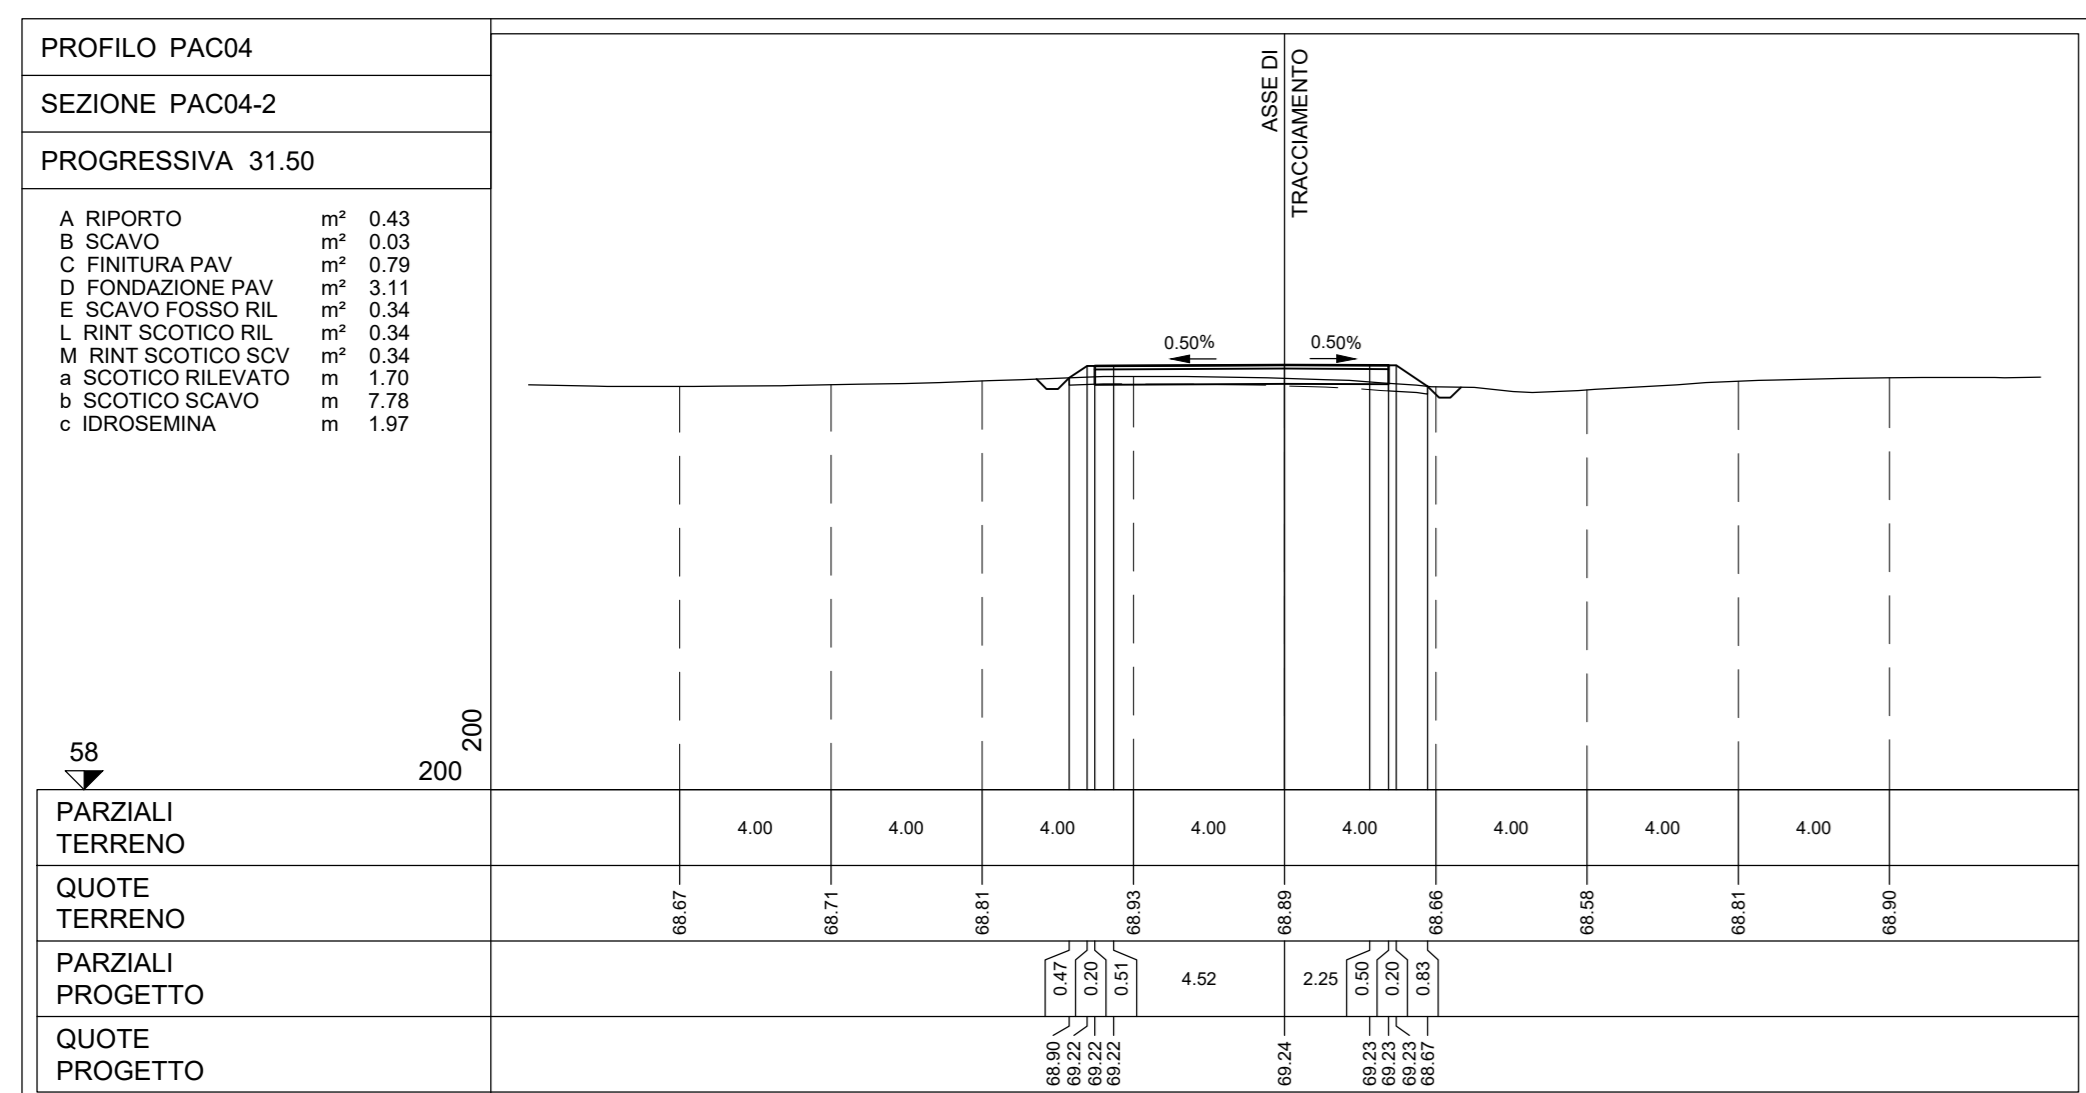 PROFILO PAC04
SEZIONE PAC04-2
PROGRESSIVA 31.50
A RIPORTO m² 0.43
B SCAVO m² 0.03
C FINITURA PAV m² 0.79
D FONDAZIONE PAV m² 3.11
E SCAVO FOSSO RIL m² 0.34
L RINT SCOTICO RIL m² 0.34
M RINT SCOTICO SCV m² 0.34
a SCOTICO RILEVATO m 1.70
b SCOTICO SCAVO m 7.78
c IDROSEMINA m 1.97
ASSE DI
TRACCIAMENTO
0.50% 0.50%
58
200
200
PARZIALI
TERRENO
4.00 4.00 4.00 4.00 4.00 4.00 4.00 4.00
QUOTE
TERRENO
68.67 68.71 68.81 68.93 68.89 68.66 68.58 68.81 68.90
PARZIALI
PROGETTO
0.47 0.20 0.51 4.52 2.25 0.50 0.20 0.83
QUOTE
PROGETTO
68.90 69.22 69.22 69.22 69.24 69.23 69.23 69.23 68.67